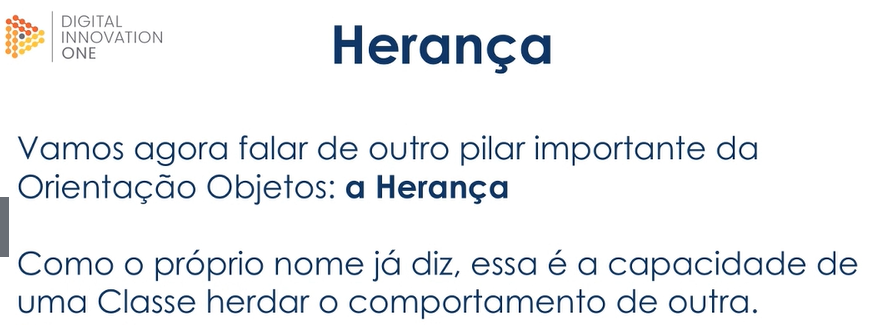 DIGITAL
INNOVATION
ONE
Herança
Vamos agora falar de outro pilar importante da
Orientação Objetos: a Herança
Como o próprio nome já diz, essa é a capacidade de
uma Classe herdar o comportamento de outra.